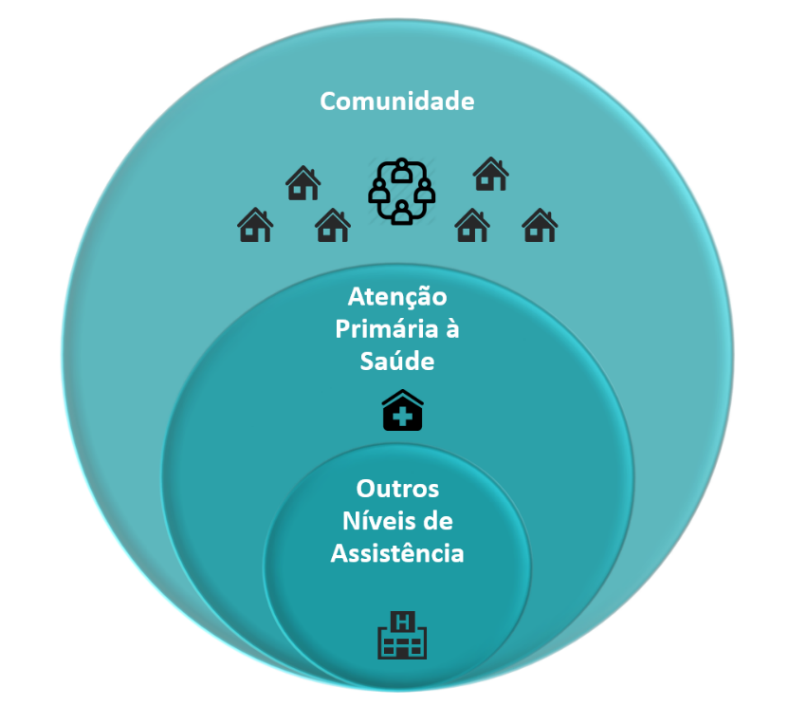 Comunidade
Atenção
Primária à
Saúde
Outros
Níveis de
Assistência
H